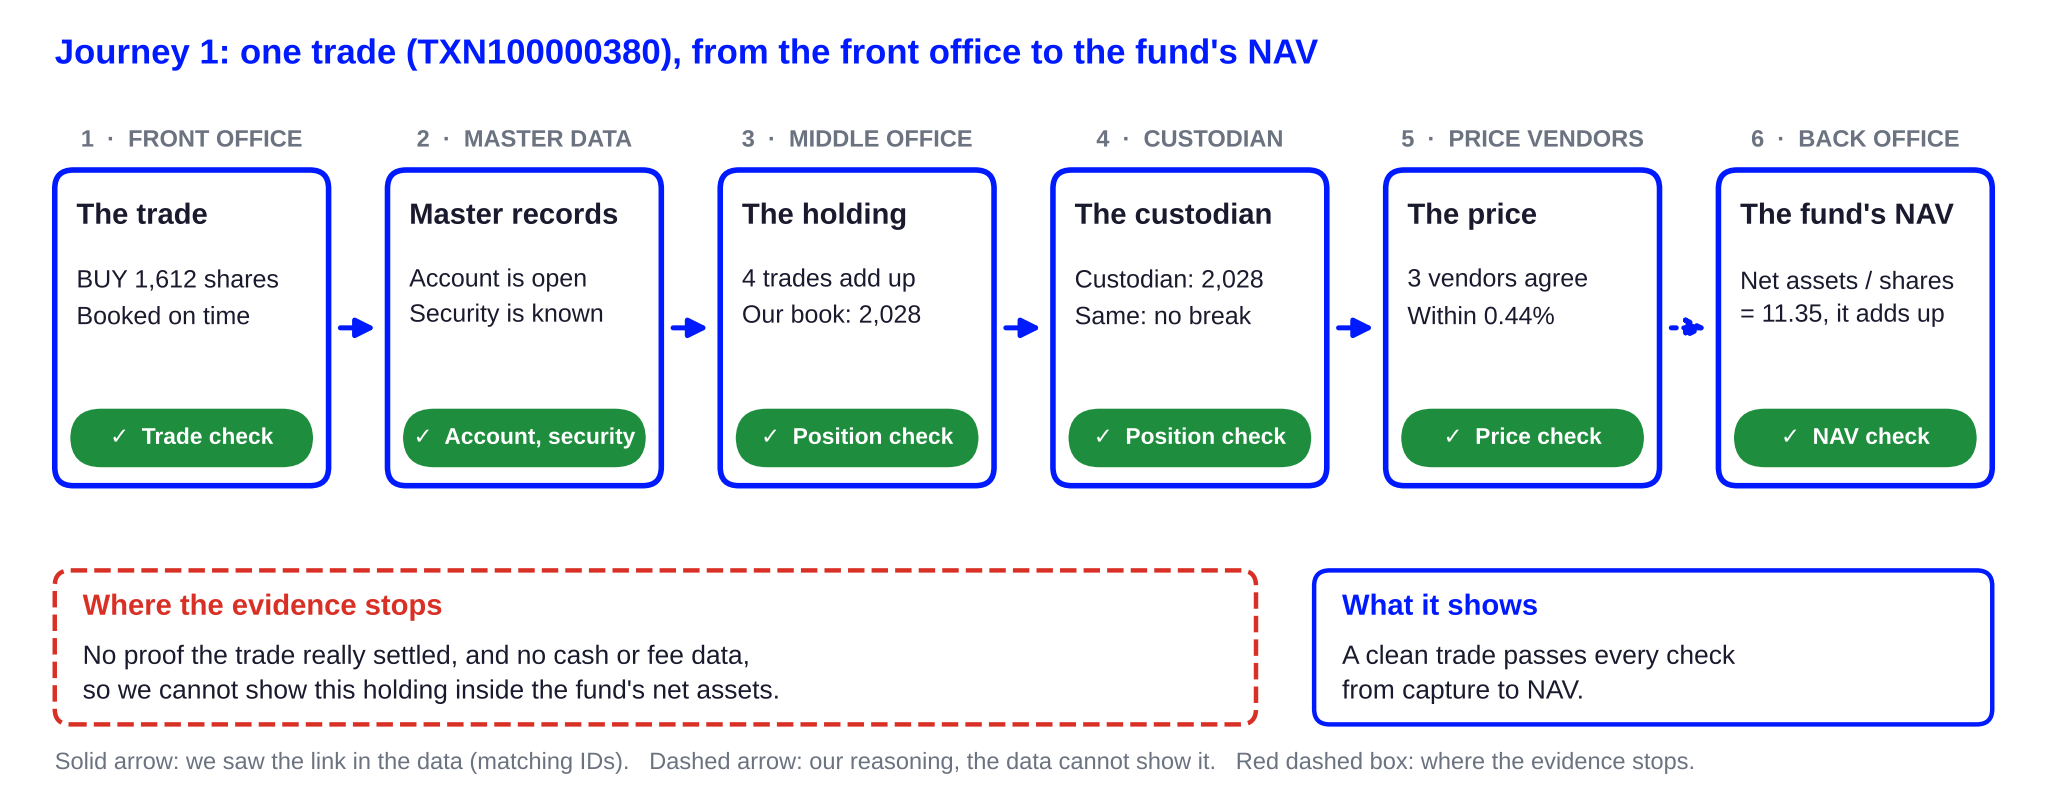 Journey 1: one trade (TXN100000380), from the front office to the fund's NAV
1 · FRONT OFFICE
The trade
BUY 1,612 shares
Booked on time
✓ Trade check
2 · MASTER DATA
Master records
Account is open
Security is known
✓ Account, security
3 · MIDDLE OFFICE
The holding
4 trades add up
Our book: 2,028
✓ Position check
4 · CUSTODIAN
The custodian
Custodian: 2,028
Same: no break
✓ Position check
5 · PRICE VENDORS
The price
3 vendors agree
Within 0.44%
✓ Price check
6 · BACK OFFICE
The fund's NAV
Net assets / shares
= 11.35, it adds up
✓ NAV check
Where the evidence stops
No proof the trade really settled, and no cash or fee data,
so we cannot show this holding inside the fund's net assets.
What it shows
A clean trade passes every check
from capture to NAV.
Solid arrow: we saw the link in the data (matching IDs). Dashed arrow: our reasoning, the data cannot show it. Red dashed box: where the evidence stops.